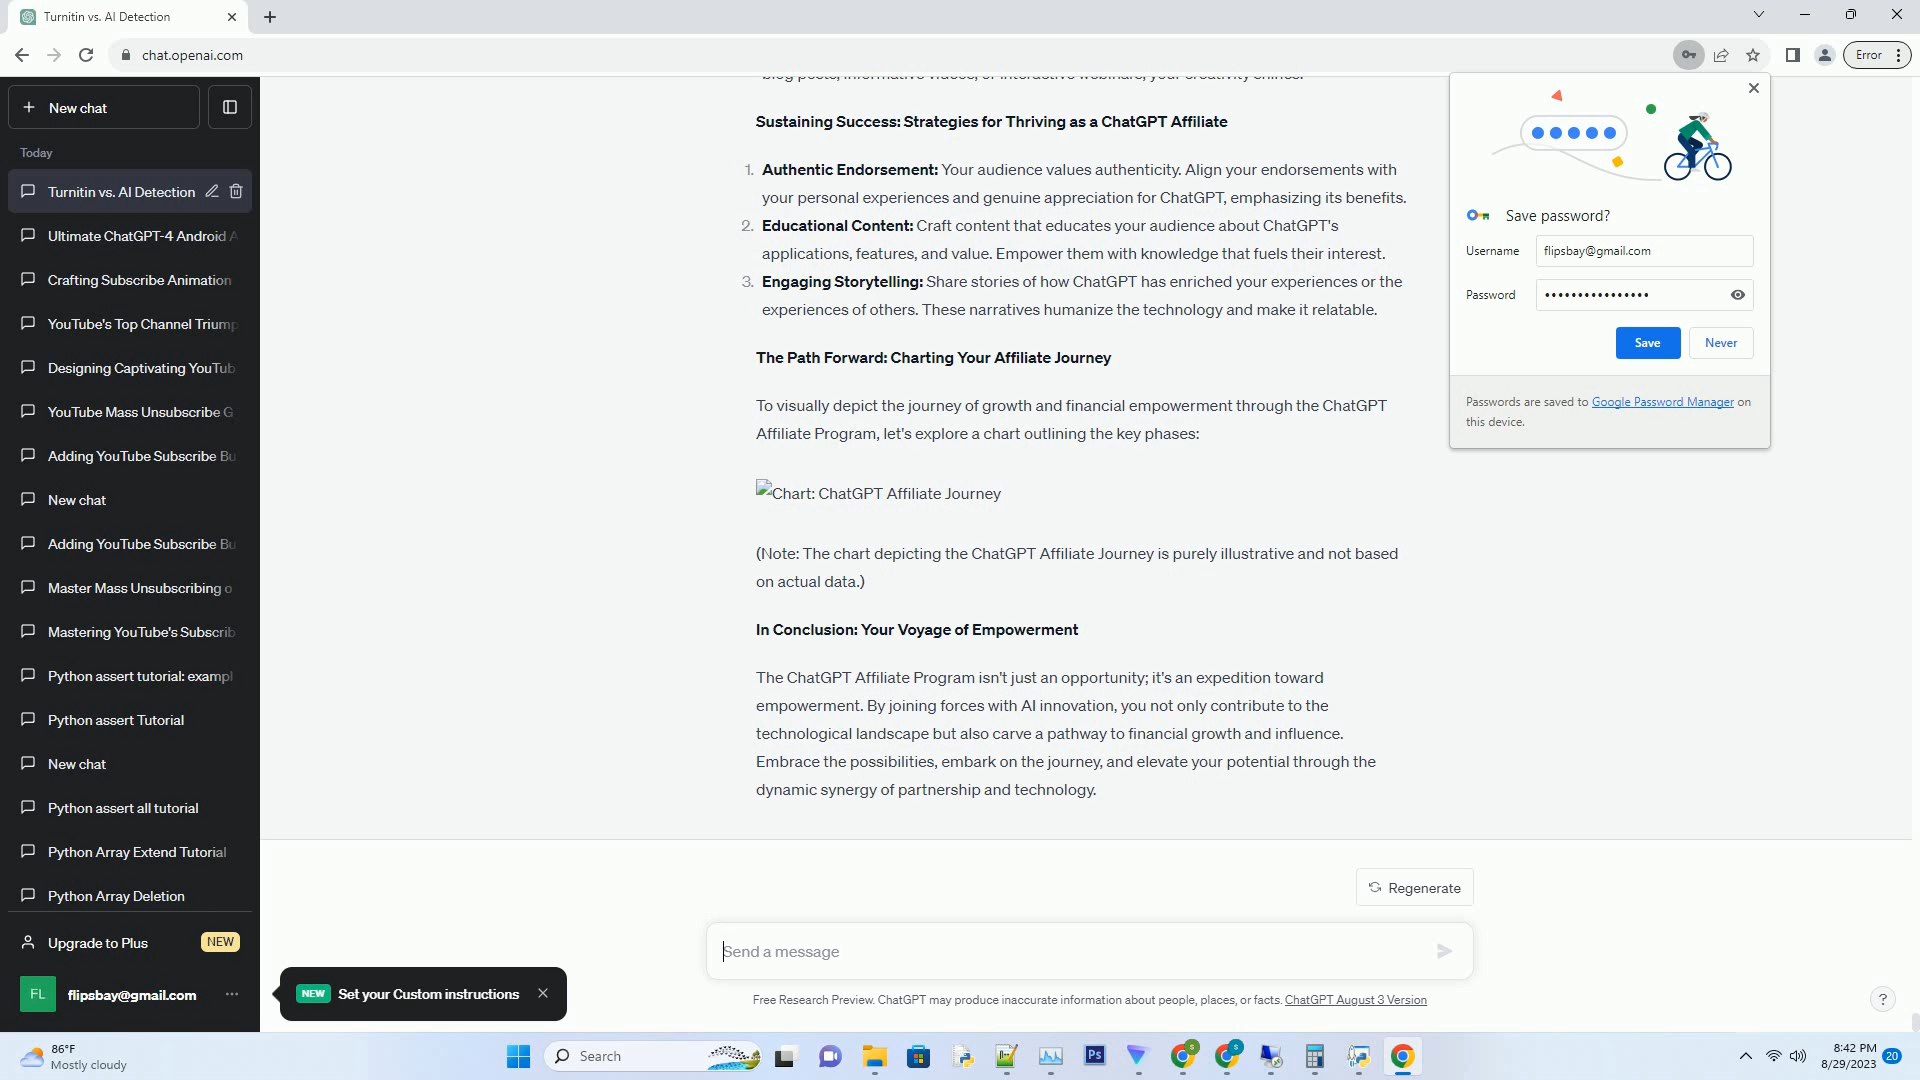 Turnitin vs. AI Detection
chat.openai.com
Error
New chat
Today
Turnitin vs. AI Detection
Ultimate ChatGPT-4 Android A
Crafting Subscribe Animation
YouTube's Top Channel Triump
Designing Captivating YouTub
YouTube Mass Unsubscribe G
Adding YouTube Subscribe Bu
New chat
Adding YouTube Subscribe Bu
Master Mass Unsubscribing o
Mastering YouTube's Subscrib
Python assert tutorial: exampl
Python assert Tutorial
New chat
Python assert all tutorial
Python Array Extend Tutorial
Python Array Deletion
Upgrade to Plus NEW
FL flipsbay@gmail.com
blog posts, informative videos, or interactive webinars, your creativity shines.
Sustaining Success: Strategies for Thriving as a ChatGPT Affiliate
1. Authentic Endorsement: Your audience values authenticity. Align your endorsements with
your personal experiences and genuine appreciation for ChatGPT, emphasizing its benefits.
2. Educational Content: Craft content that educates your audience about ChatGPT's
applications, features, and value. Empower them with knowledge that fuels their interest.
3. Engaging Storytelling: Share stories of how ChatGPT has enriched your experiences or the
experiences of others. These narratives humanize the technology and make it relatable.
The Path Forward: Charting Your Affiliate Journey
To visually depict the journey of growth and financial empowerment through the ChatGPT
Affiliate Program, let's explore a chart outlining the key phases:
Chart: ChatGPT Affiliate Journey
(Note: The chart depicting the ChatGPT Affiliate Journey is purely illustrative and not based
on actual data.)
In Conclusion: Your Voyage of Empowerment
The ChatGPT Affiliate Program isn't just an opportunity; it's an expedition toward
empowerment. By joining forces with AI innovation, you not only contribute to the
technological landscape but also carve a pathway to financial growth and influence.
Embrace the possibilities, embark on the journey, and elevate your potential through the
dynamic synergy of partnership and technology.
Regenerate
Send a message
Free Research Preview. ChatGPT may produce inaccurate information about people, places, or facts. ChatGPT August 3 Version
NEW Set your Custom instructions
?
Save password?
Username flipsbay@gmail.com
Password ••••••••••••••••
Save Never
Passwords are saved to Google Password Manager on
this device.
86°F
Mostly cloudy
Search
Ps
S
S
8:42 PM
8/29/2023
20